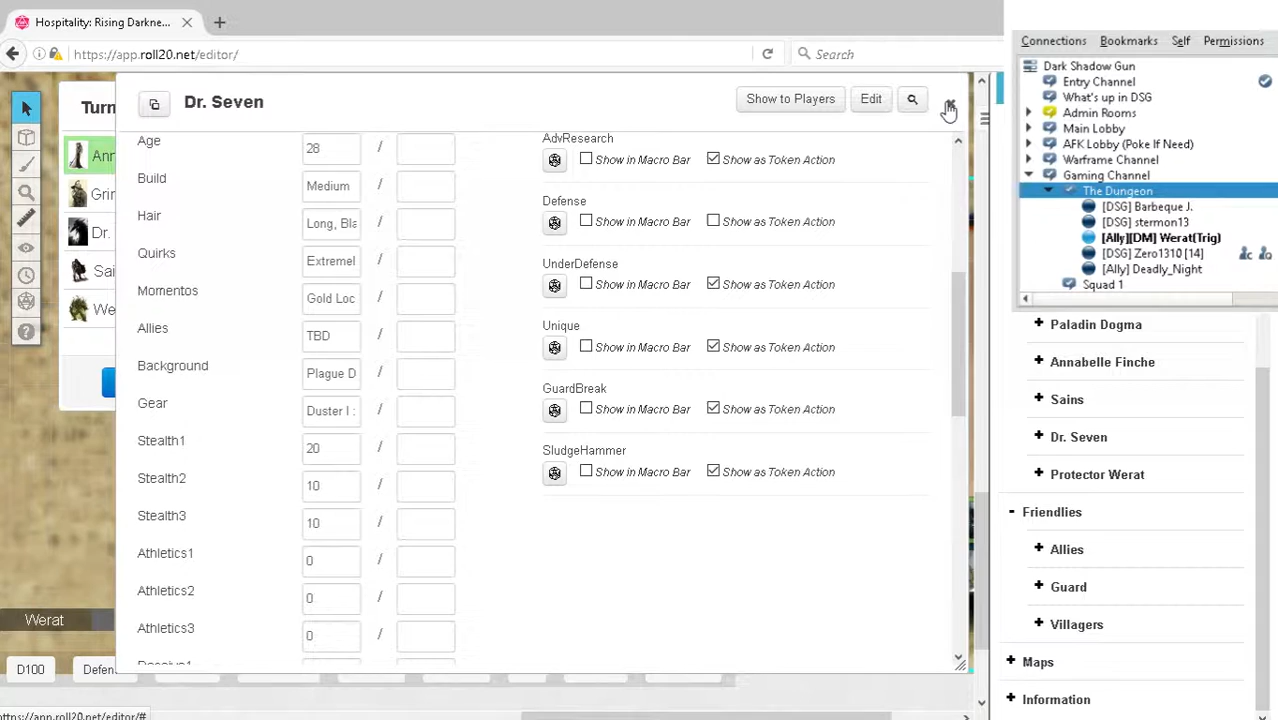 Hospitality: Rising Darkne...
https://app.roll20.net/editor/
Search
Turn
Ann
Grin
Dr.
Sai
We
Dr. Seven
Show to Players
Edit
Age
28
/
Build
Medium
/
Hair
Long, Bla
/
Quirks
Extremel
/
Momentos
Gold Loc
/
Allies
TBD
/
Background
Plague D
/
Gear
Duster I :
/
Stealth1
20
/
Stealth2
10
/
Stealth3
10
/
Athletics1
0
/
Athletics2
0
/
Athletics3
0
/
AdvResearch
Show in Macro Bar
Show as Token Action
Defense
Show in Macro Bar
Show as Token Action
UnderDefense
Show in Macro Bar
Show as Token Action
Unique
Show in Macro Bar
Show as Token Action
GuardBreak
Show in Macro Bar
Show as Token Action
SludgeHammer
Show in Macro Bar
Show as Token Action
Werat
D100
Defen
https://app.roll20.net/editor/#
Connections
Bookmarks
Self
Permissions
Dark Shadow Gun
Entry Channel
What's up in DSG
Admin Rooms
Main Lobby
AFK Lobby (Poke If Need)
Warframe Channel
Gaming Channel
The Dungeon
[DSG] Barbeque J.
[DSG] stermon13
[Ally][DM] Werat(Trig)
[DSG] Zero1310 [14]
[Ally] Deadly_Night
Squad 1
Paladin Dogma
Annabelle Finche
Sains
Dr. Seven
Protector Werat
Friendlies
Allies
Guard
Villagers
Maps
Information